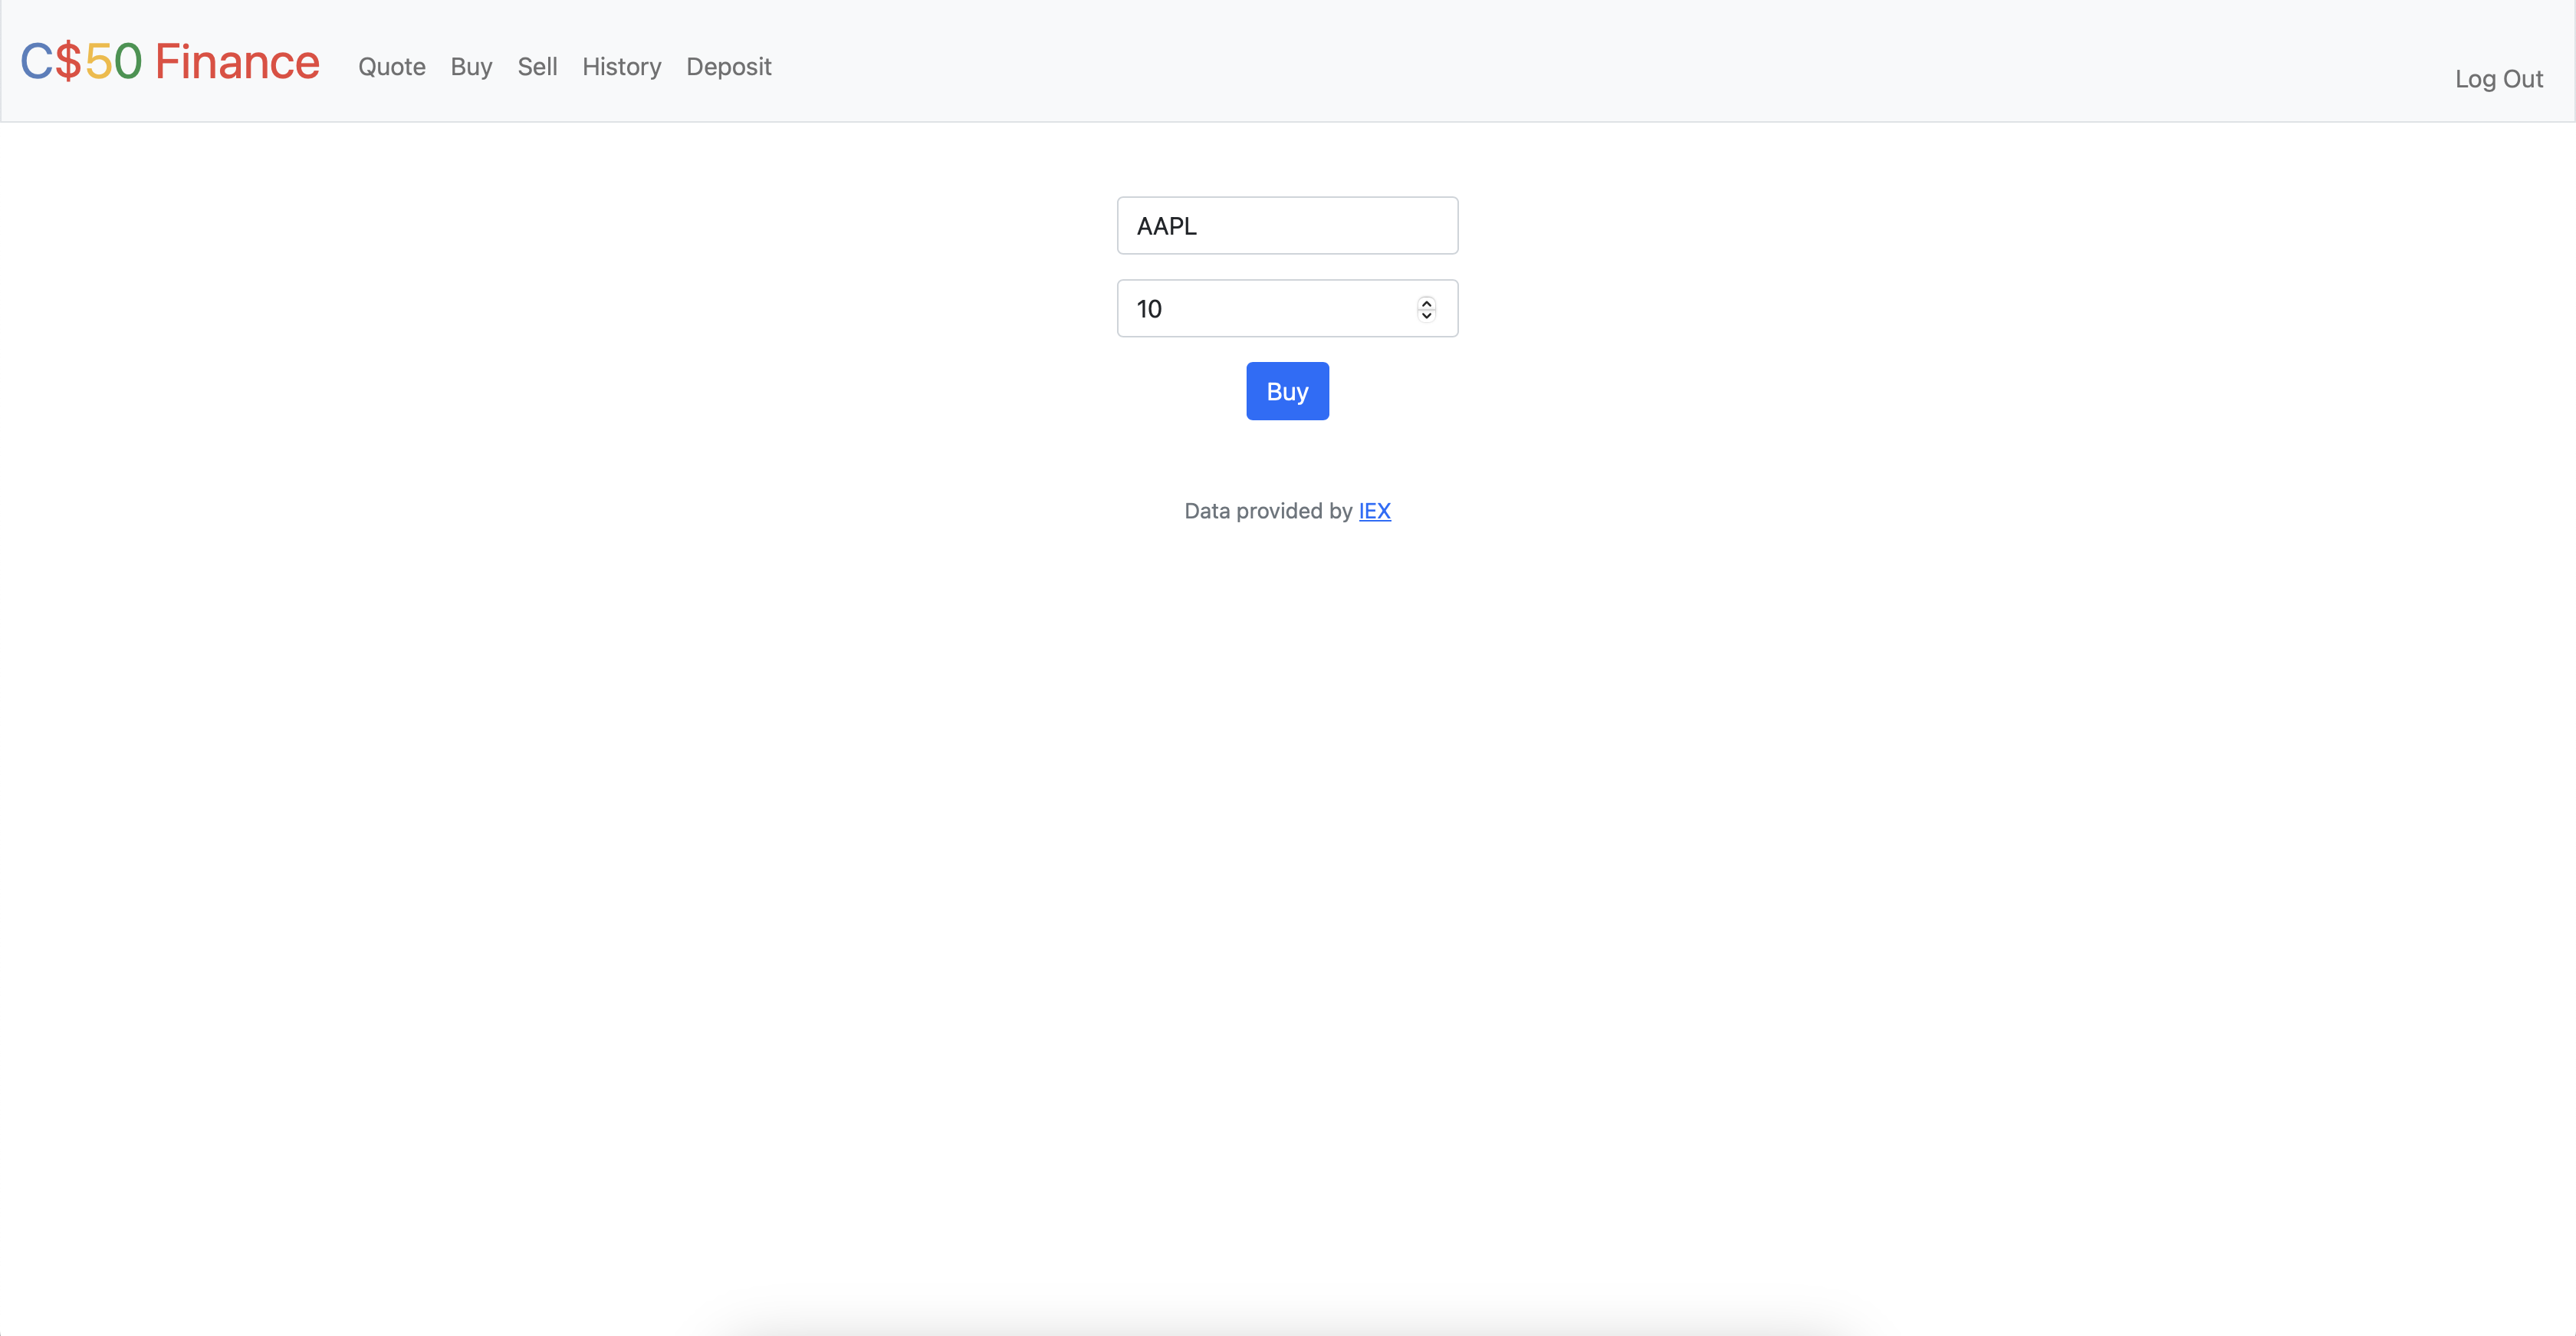 C$50 Finance Quote Buy Sell History Deposit
Log Out
AAPL
10
Buy
Data provided by IEX